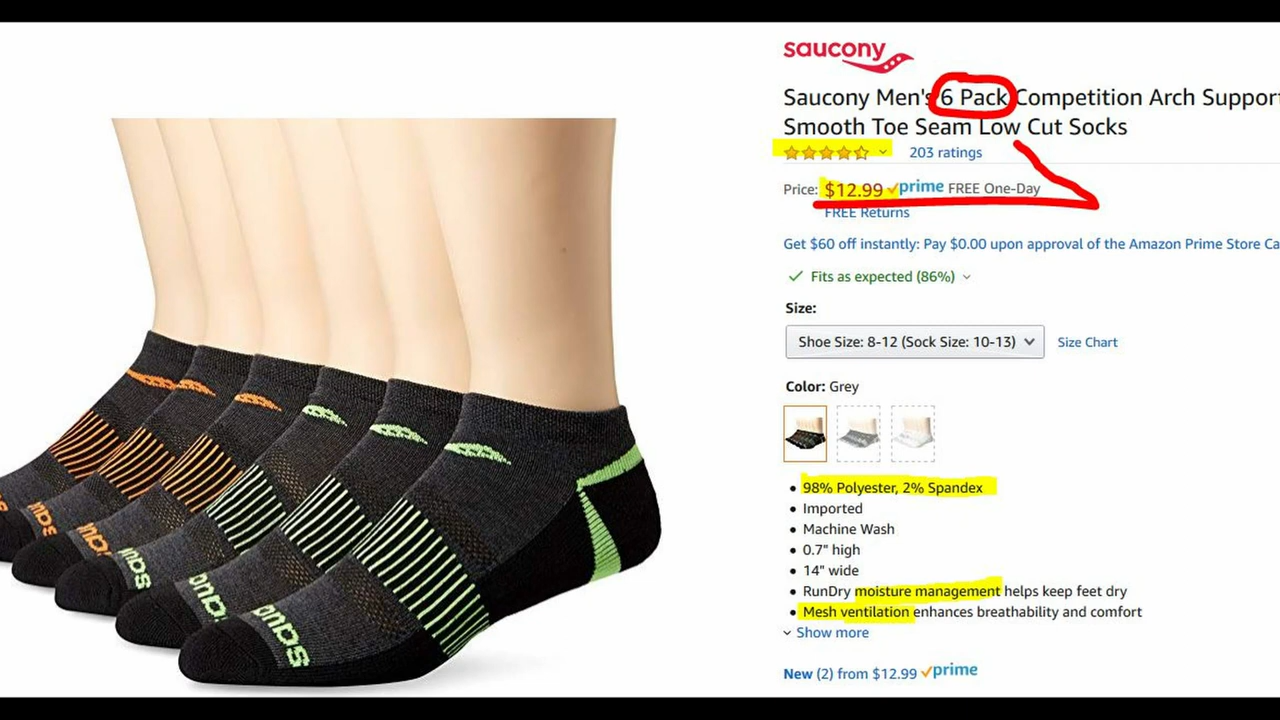 saucony
Saucony Men's 6 Pack Competition Arch Support
Smooth Toe Seam Low Cut Socks
203 ratings
Price: $12.99 prime FREE One-Day
FREE Returns
Get $60 off instantly: Pay $0.00 upon approval of the Amazon Prime Store Ca
Fits as expected (86%)
Size:
Shoe Size: 8-12 (Sock Size: 10-13) Size Chart
Color: Grey
• 98% Polyester, 2% Spandex
• Imported
• Machine Wash
• 0.7" high
• 14" wide
• RunDry moisture management helps keep feet dry
• Mesh ventilation enhances breathability and comfort
Show more
New (2) from $12.99 prime